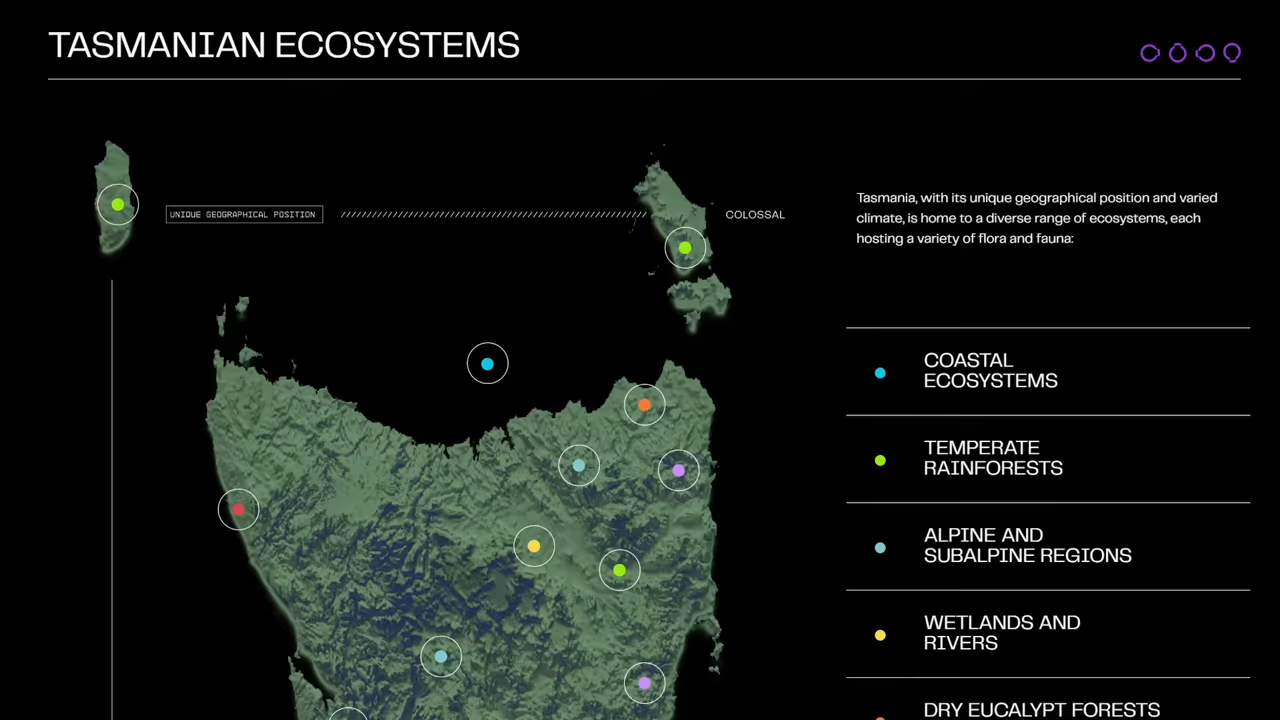 TASMANIAN ECOSYSTEMS
UNIQUE GEOGRAPHICAL POSITION
COLOSSAL
Tasmania, with its unique geographical position and varied
climate, is home to a diverse range of ecosystems, each
hosting a variety of flora and fauna:
COASTAL
ECOSYSTEMS
TEMPERATE
RAINFORESTS
ALPINE AND
SUBALPINE REGIONS
WETLANDS AND
RIVERS
DRY EUCALYPT FORESTS